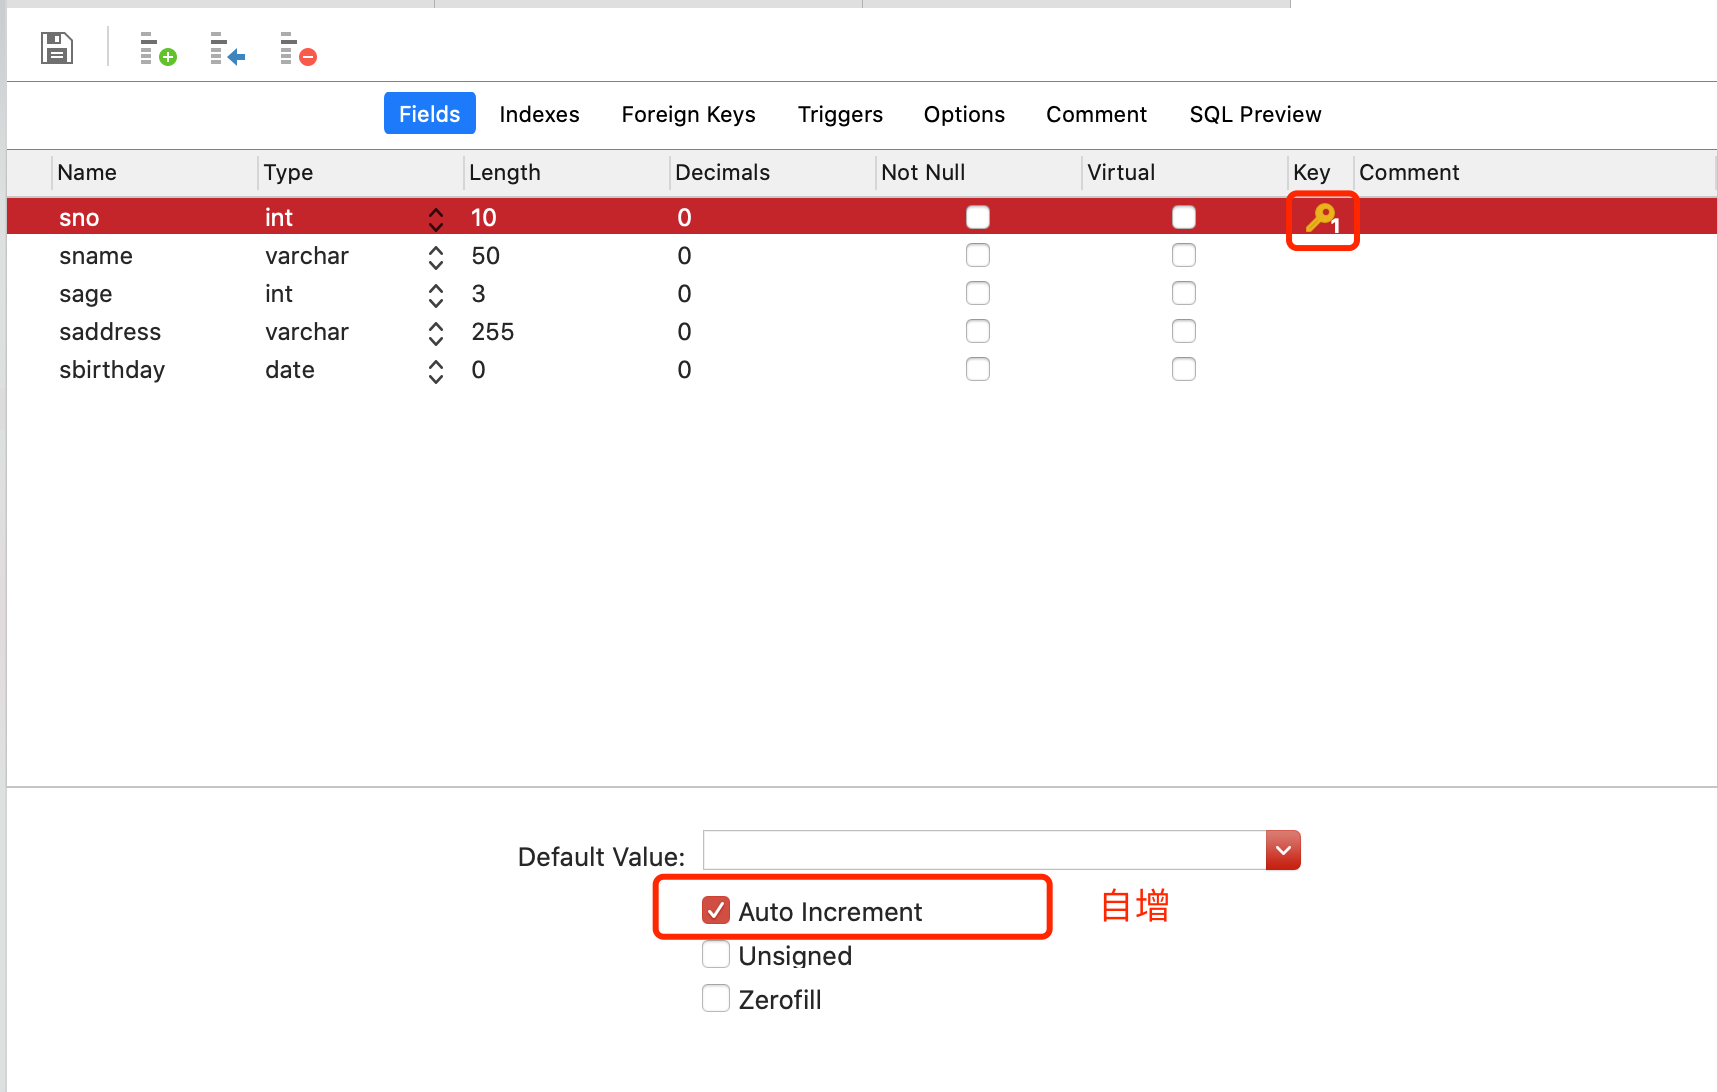 Fields Indexes Foreign Keys Triggers Options Comment SQL Preview
Name Type Length Decimals Not Null Virtual Key Comment
sno int 10 0 1
sname varchar 50 0
sage int 3 0
saddress varchar 255 0
sbirthday date 0 0
Default Value:
Auto Increment 自增
Unsigned
Zerofill